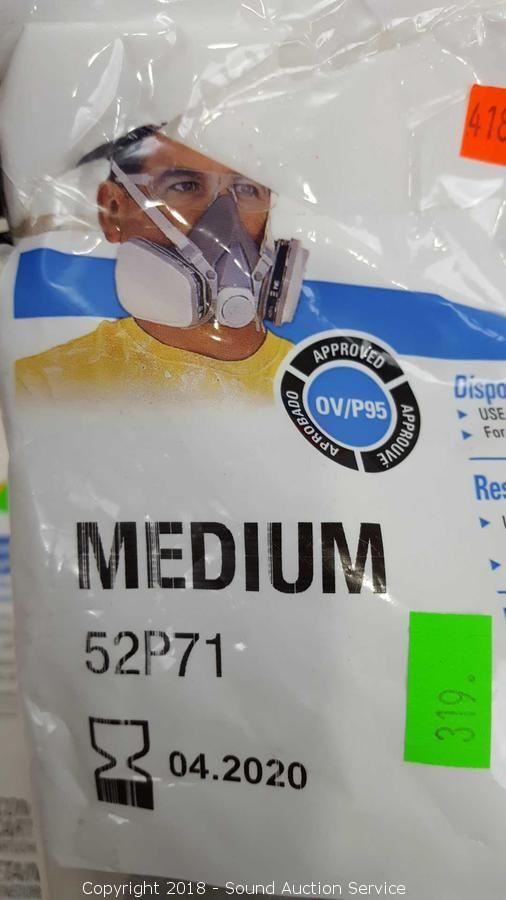 418
APPROVED
OV/P95
APROBADO
APPROUVÉ
Dispo
▶ USE
▶ For
Res
MEDIUM
52P71
319.
04.2020
Copyright 2018 - Sound Auction Service